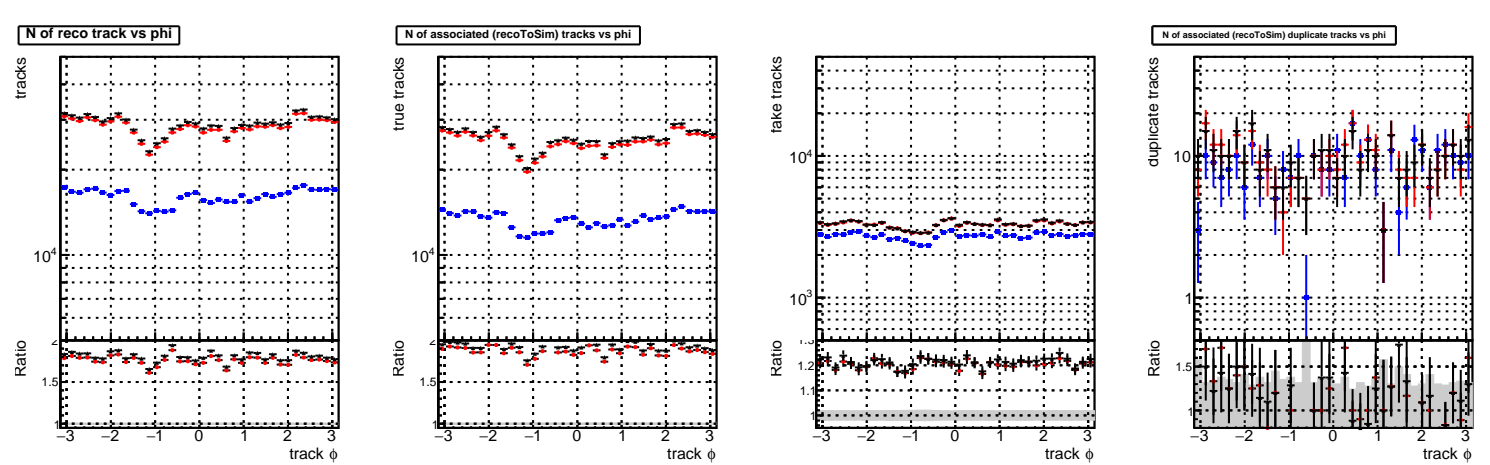 N of reco track vs phi
tracks
10⁴
Ratio
2
1.5
1
−3 −2 −1 0 1 2 3
track ϕ
N of associated (recoToSim) tracks vs phi
true tracks
10⁴
Ratio
2
1.5
1
−3 −2 −1 0 1 2 3
track ϕ
fake tracks
10⁴
10³
Ratio
1.3
1.2
1.1
1
−3 −2 −1 0 1 2 3
track ϕ
N of associated (recoToSim) duplicate tracks vs phi
duplicate tracks
10
1
Ratio
1.5
1
−3 −2 −1 0 1 2 3
track ϕ